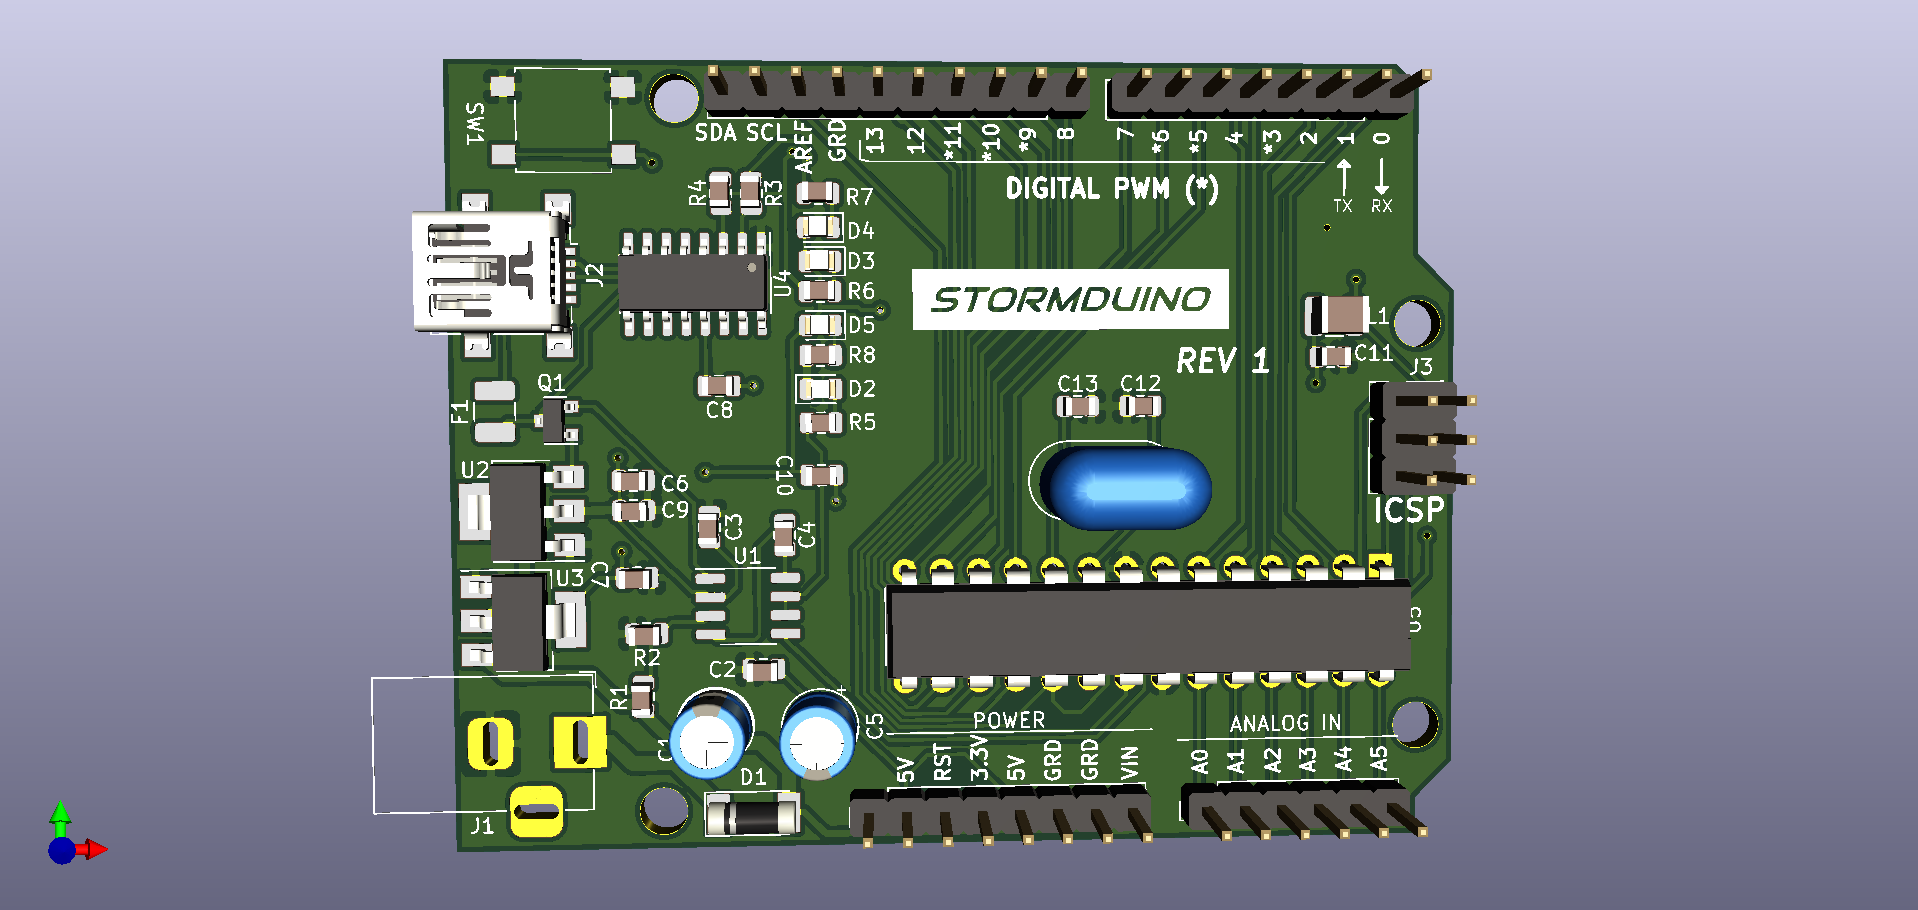 SW1
SDA SCL AREF GRD 13 12 *11 *10 *9 8 7 *6 *5 4 *3 2 1 0
DIGITAL PWM (*)
TX RX
R4 R3 R7
D4
D3
J2 U4 R6
STORMDUINO
D5 L1
R8 REV 1 C11
J3
Q1 C8 D2 C13 C12
F1 R5
U2 C6 C10
C9 C3 C4 ICSP
U1
U3 C7
U5
R2
C2
R1
C1 + C5 POWER ANALOG IN
5V RST 3.3V 5V GRD GRD VIN A0 A1 A2 A3 A4 A5
D1
J1